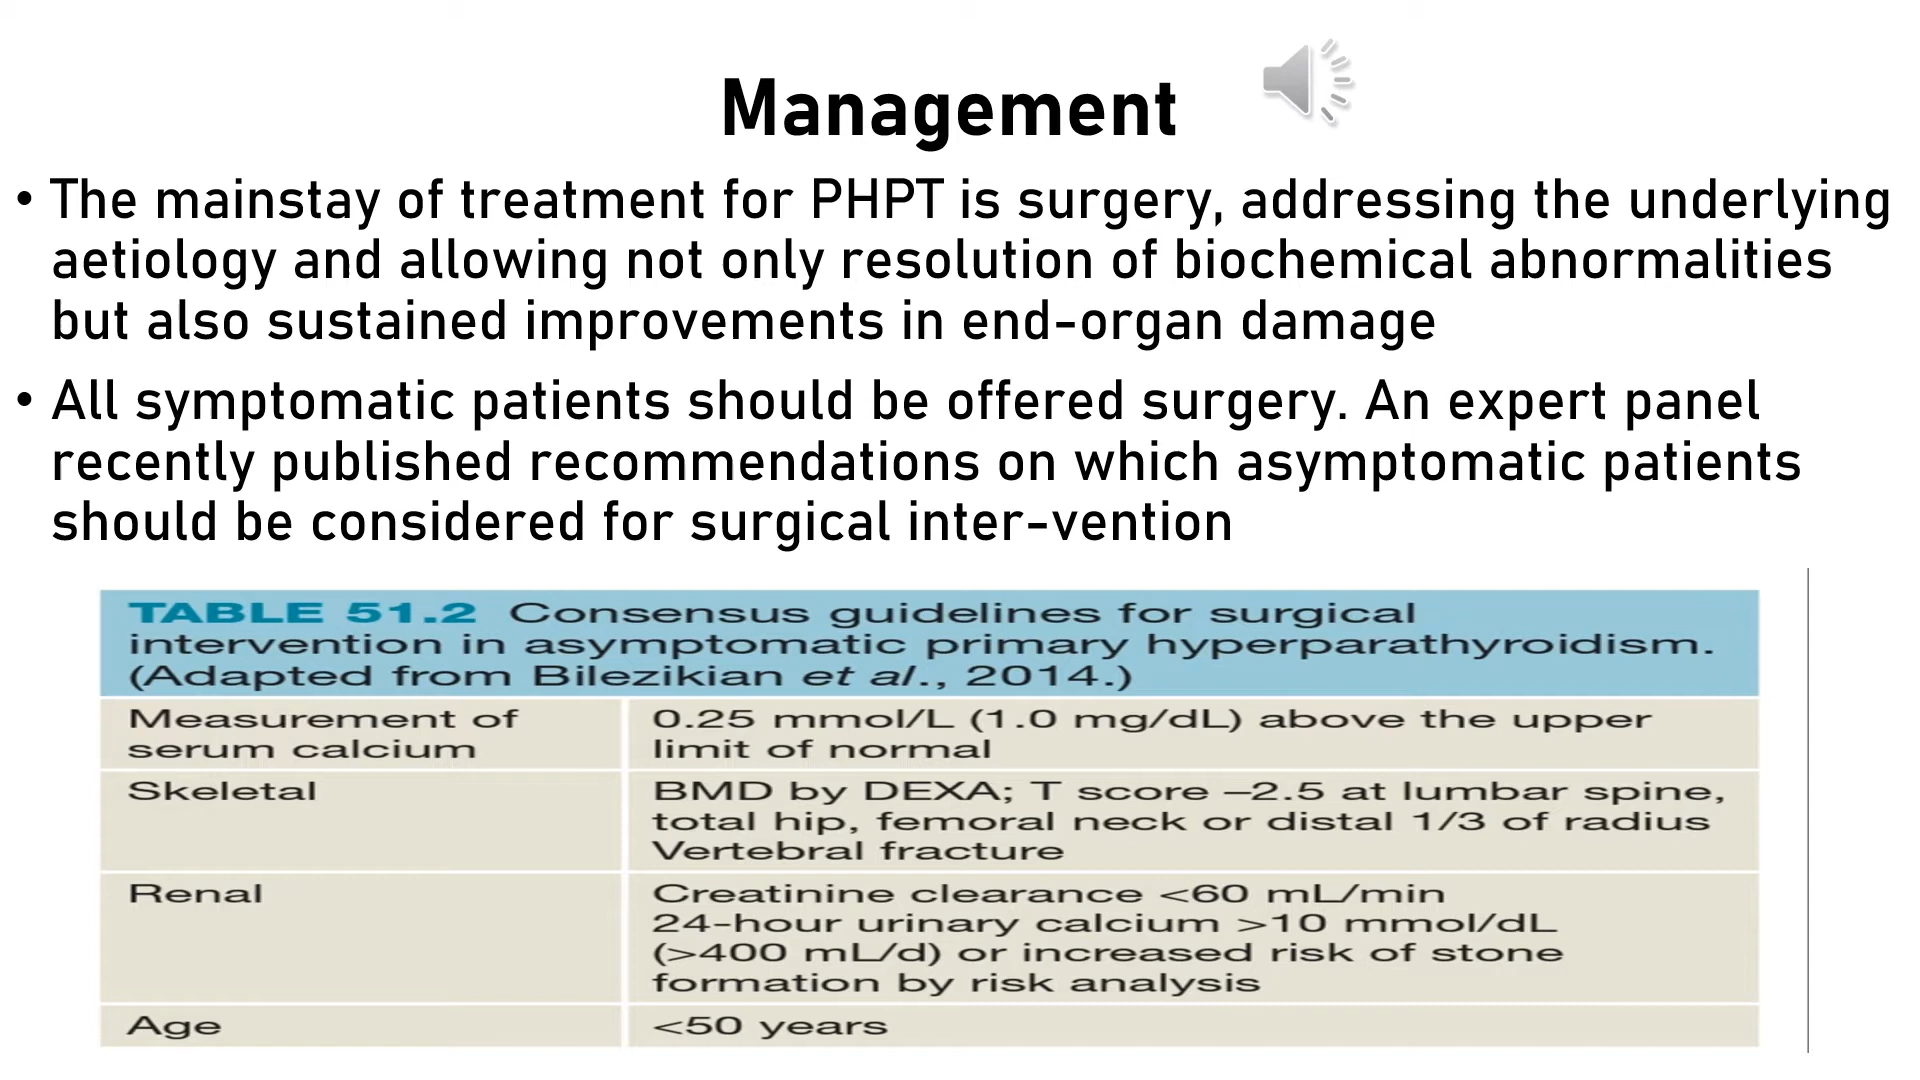 Management
• The mainstay of treatment for PHPT is surgery, addressing the underlying
aetiology and allowing not only resolution of biochemical abnormalities
but also sustained improvements in end-organ damage
• All symptomatic patients should be offered surgery. An expert panel
recently published recommendations on which asymptomatic patients
should be considered for surgical inter-vention
TABLE 51.2 Consensus guidelines for surgical
intervention in asymptomatic primary hyperparathyroidism.
(Adapted from Bilezikian et al., 2014.)
Measurement of
serum calcium
0.25 mmol/L (1.0 mg/dL) above the upper
limit of normal
Skeletal
BMD by DEXA; T score –2.5 at lumbar spine,
total hip, femoral neck or distal 1/3 of radius
Vertebral fracture
Renal
Creatinine clearance <60 mL/min
24-hour urinary calcium >10 mmol/dL
(>400 mL/d) or increased risk of stone
formation by risk analysis
Age
<50 years